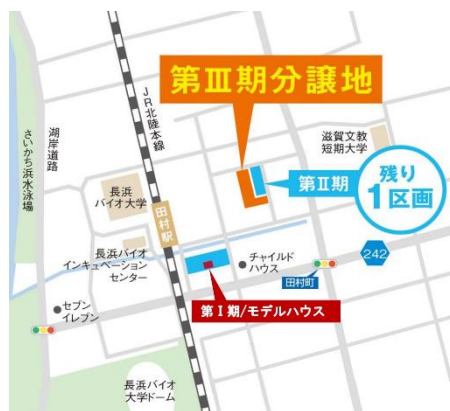 第Ⅲ期分譲地
JR北陸本線
湖岸道路
さいかち浜水泳場
滋賀文教
短期大学
第Ⅱ期
残り
1区画
長浜
バイオ大学
田村駅
長浜バイオ
インキュベーション
センター
チャイルド
ハウス
242
田村町
セブン
イレブン
第Ⅰ期/モデルハウス
長浜バイオ
大学ドーム